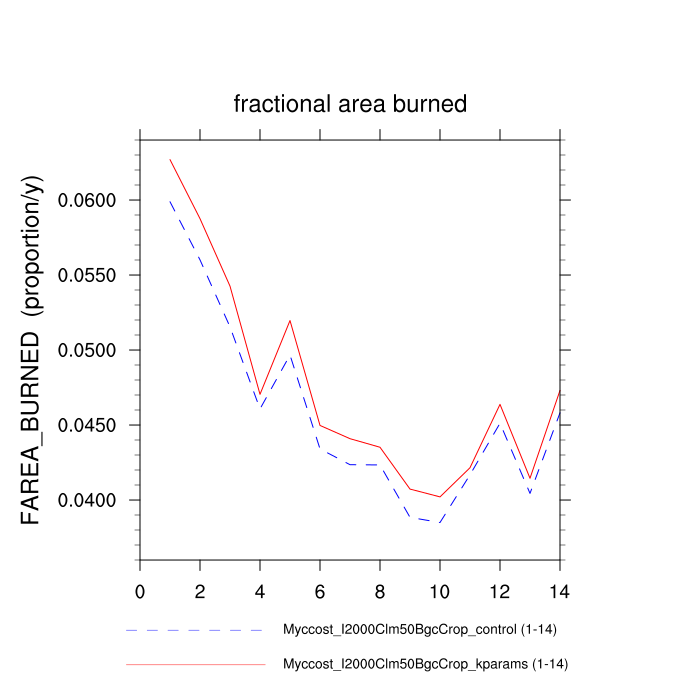 fractional area burned
FAREA_BURNED (proportion/y)
0.0600
0.0550
0.0500
0.0450
0.0400
0 2 4 6 8 10 12 14
Myccost_I2000Clm50BgcCrop_control (1-14)
Myccost_I2000Clm50BgcCrop_kparams (1-14)